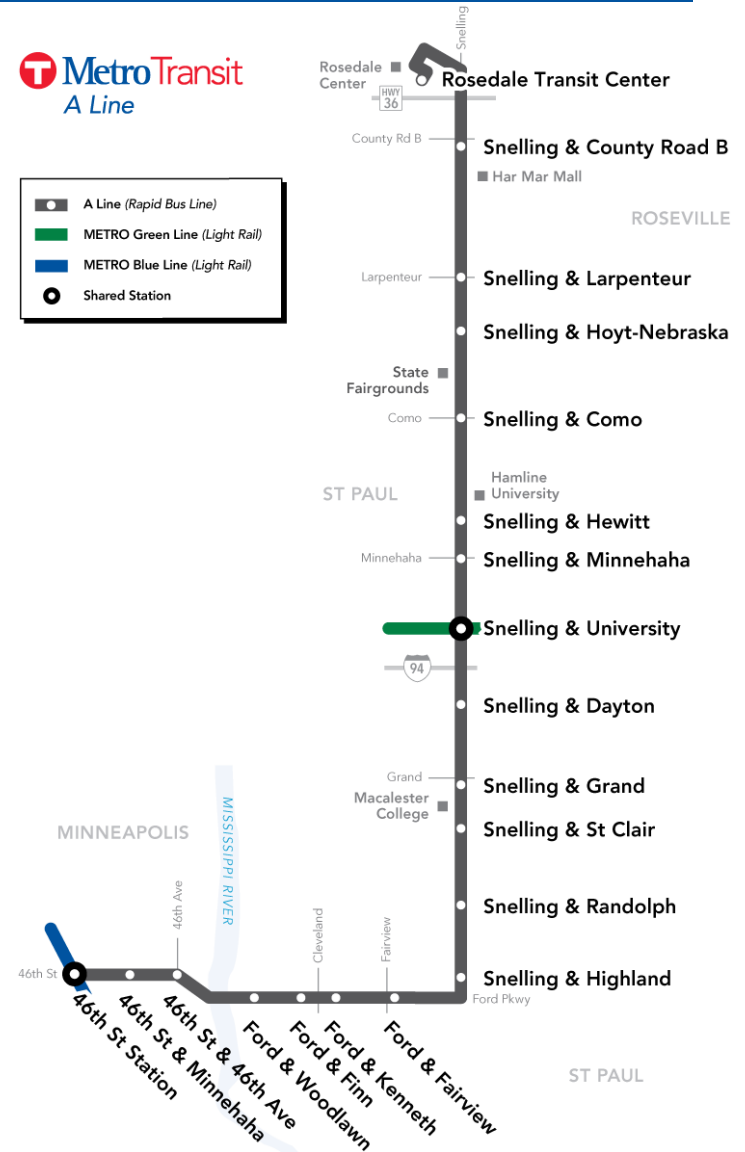 Snelling
MetroTransit
A Line
Rosedale
Center
Rosedale Transit Center
HWY
36
County Rd B
Snelling & County Road B
Har Mar Mall
A Line (Rapid Bus Line)
METRO Green Line (Light Rail)
METRO Blue Line (Light Rail)
Shared Station
ROSEVILLE
Larpenteur
Snelling & Larpenteur
Snelling & Hoyt-Nebraska
State
Fairgrounds
Como
Snelling & Como
ST PAUL
Hamline
University
Snelling & Hewitt
Minnehaha
Snelling & Minnehaha
Snelling & University
94
Snelling & Dayton
Grand
Snelling & Grand
Macalester
College
MINNEAPOLIS
MISSISSIPPI RIVER
Snelling & St Clair
46th Ave
Cleveland
Fairview
Snelling & Randolph
46th St
Snelling & Highland
Ford Pkwy
46th St Station
46th St & Minnehaha
46th St & 46th Ave
Ford & Woodlawn
Ford & Finn
Ford & Kenneth
Ford & Fairview
ST PAUL